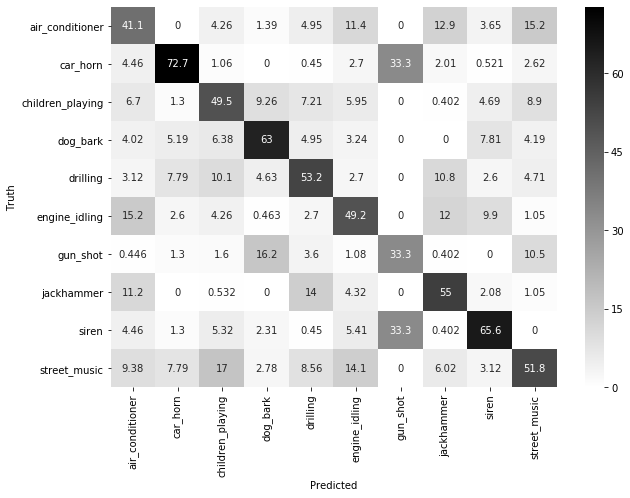 air_conditioner 41.1 0 4.26 1.39 4.95 11.4 0 12.9 3.65 15.2
car_horn 4.46 72.7 1.06 0 0.45 2.7 33.3 2.01 0.521 2.62
children_playing 6.7 1.3 49.5 9.26 7.21 5.95 0 0.402 4.69 8.9
dog_bark 4.02 5.19 6.38 63 4.95 3.24 0 0 7.81 4.19
drilling 3.12 7.79 10.1 4.63 53.2 2.7 0 10.8 2.6 4.71
engine_idling 15.2 2.6 4.26 0.463 2.7 49.2 0 12 9.9 1.05
gun_shot 0.446 1.3 1.6 16.2 3.6 1.08 33.3 0.402 0 10.5
jackhammer 11.2 0 0.532 0 14 4.32 0 55 2.08 1.05
siren 4.46 1.3 5.32 2.31 0.45 5.41 33.3 0.402 65.6 0
street_music 9.38 7.79 17 2.78 8.56 14.1 0 6.02 3.12 51.8
Truth
air_conditioner
car_horn
children_playing
dog_bark
drilling
engine_idling
gun_shot
jackhammer
siren
street_music
Predicted
60
45
30
15
0